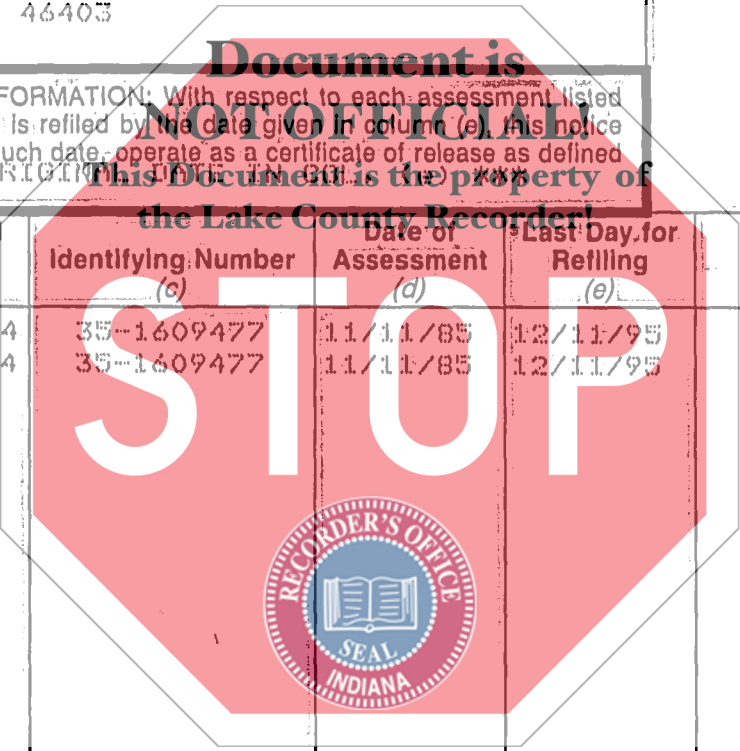 46403
Document is
FORMATION: With respect to each assessment listed
NOT OFFICIAL!
is refiled by the date given in column (e), this notice
uch date, operate as a certificate of release as defined
This Document is the property of
the Lake County Recorder!
Identifying Number
(c)
Date of
Assessment
(d)
Last Day for
Refiling
(e)
4 35-1609477 11/11/85 12/11/95
4 35-1609477 11/11/85 12/11/95
STOP
RECORDER'S OFFICE
SEAL
INDIANA